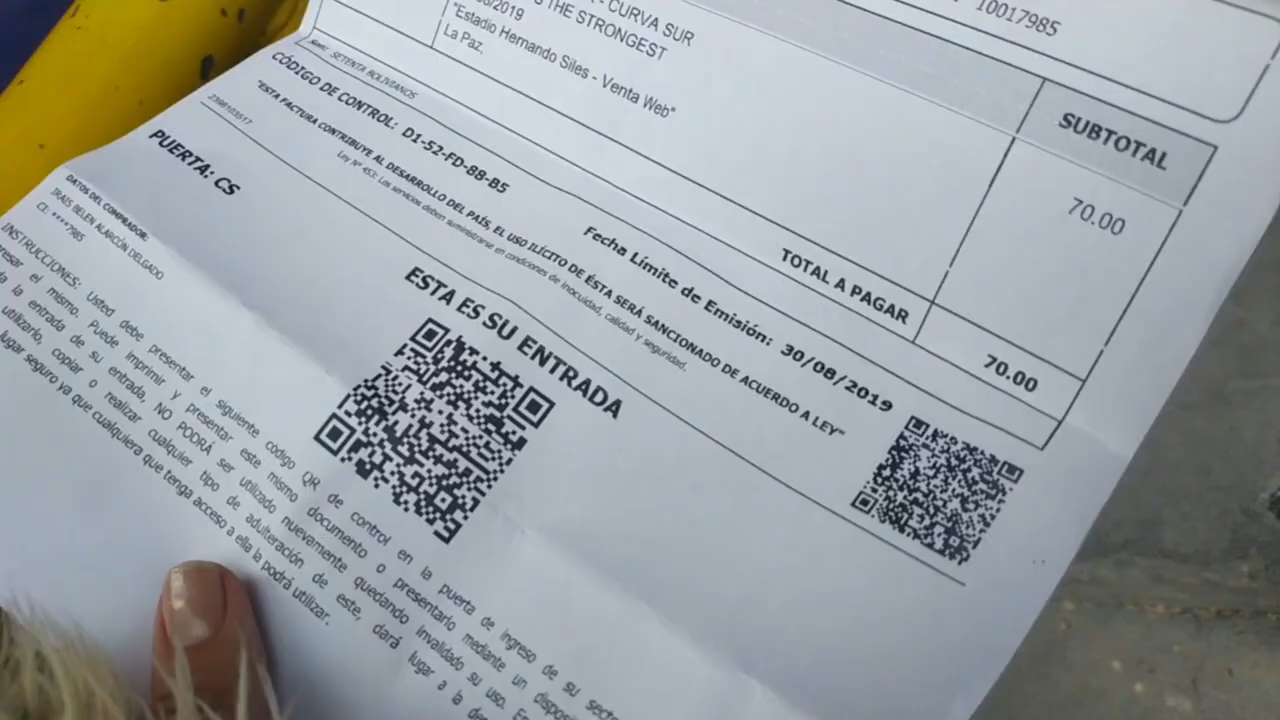 10017985
CURVA SUR
THE STRONGEST
/2019
"Estadio Hernando Siles - Venta Web"
La Paz,
SUBTOTAL
70.00
TOTAL A PAGAR
70.00
SETENTA BOLIVIANOS
CÓDIGO DE CONTROL: D1-52-FD-88-B5
Fecha Límite de Emisión: 30/08/2019
"ESTA FACTURA CONTRIBUYE AL DESARROLLO DEL PAÍS, EL USO ILÍCITO DE ÉSTA SERÁ SANCIONADO DE ACUERDO A LEY"
Ley N° 453: Los servicios deben suministrarse en condiciones de inocuidad, calidad y seguridad.
2398103517
PUERTA: CS
ESTA ES SU ENTRADA
DATOS DEL COMPRADOR:
IRAIS BELEN ALARCÓN DELGADO
CI: ****7985
INSTRUCCIONES: Usted debe presentar el siguiente código QR de control en la puerta de ingreso de su
el mismo. Puede imprimir y presentar este mismo documento o presentarlo mediante un
la entrada de su entrada, NO PODRÁ ser utilizado nuevamente quedando invalidado su uso.
utilizarlo, copiar o realizar cualquier tipo de adulteración de este, dará lugar a la
lugar seguro ya que cualquiera que tenga acceso a ella la podrá utilizar.